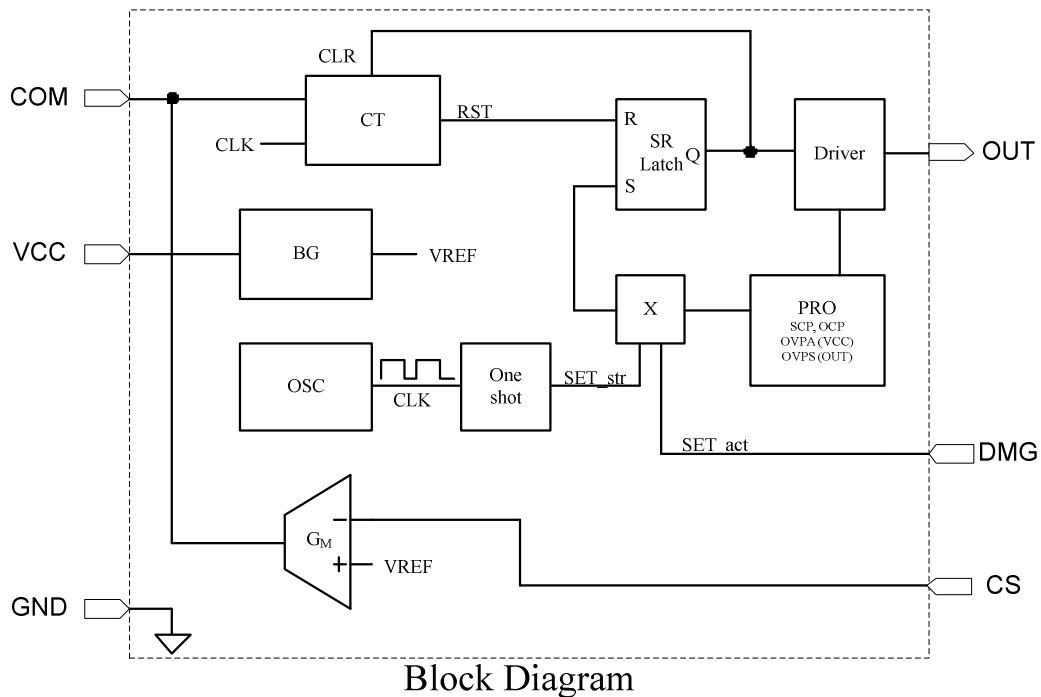 CLR
COM
CT
RST
CLK
R
SR
Latch
Q
S
Driver
OUT
VCC
BG
VREF
X
PRO
SCP, OCP
OVPA (VCC)
OVPS (OUT)
OSC
CLK
One
shot
SET_str
SET_act
DMG
GM
VREF
CS
GND
Block Diagram